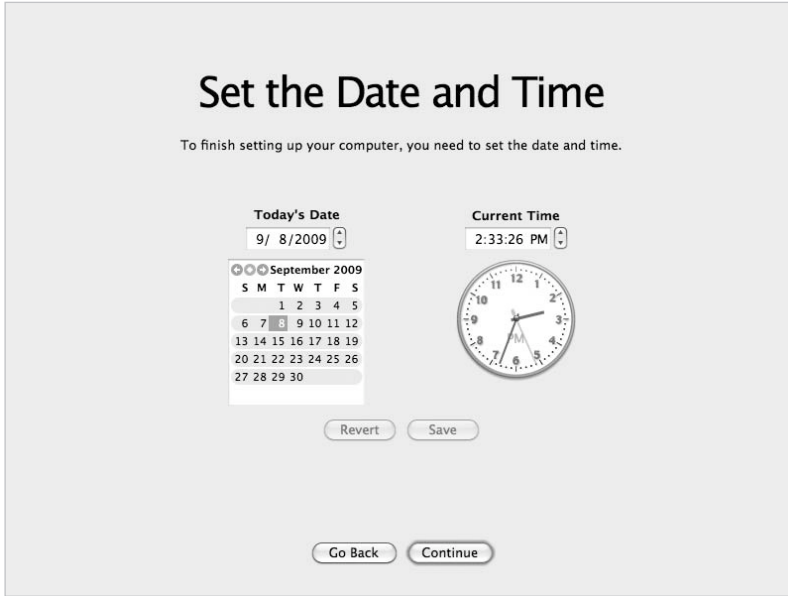 Set the Date and Time
To finish setting up your computer, you need to set the date and time.
Today's Date
9/ 8/2009
September 2009
S M T W T F S
1 2 3 4 5
6 7 8 9 10 11 12
13 14 15 16 17 18 19
20 21 22 23 24 25 26
27 28 29 30
Current Time
2:33:26 PM
12
11 1
10 2
9 3
8 PM 4
7 6 5
Revert Save
Go Back Continue